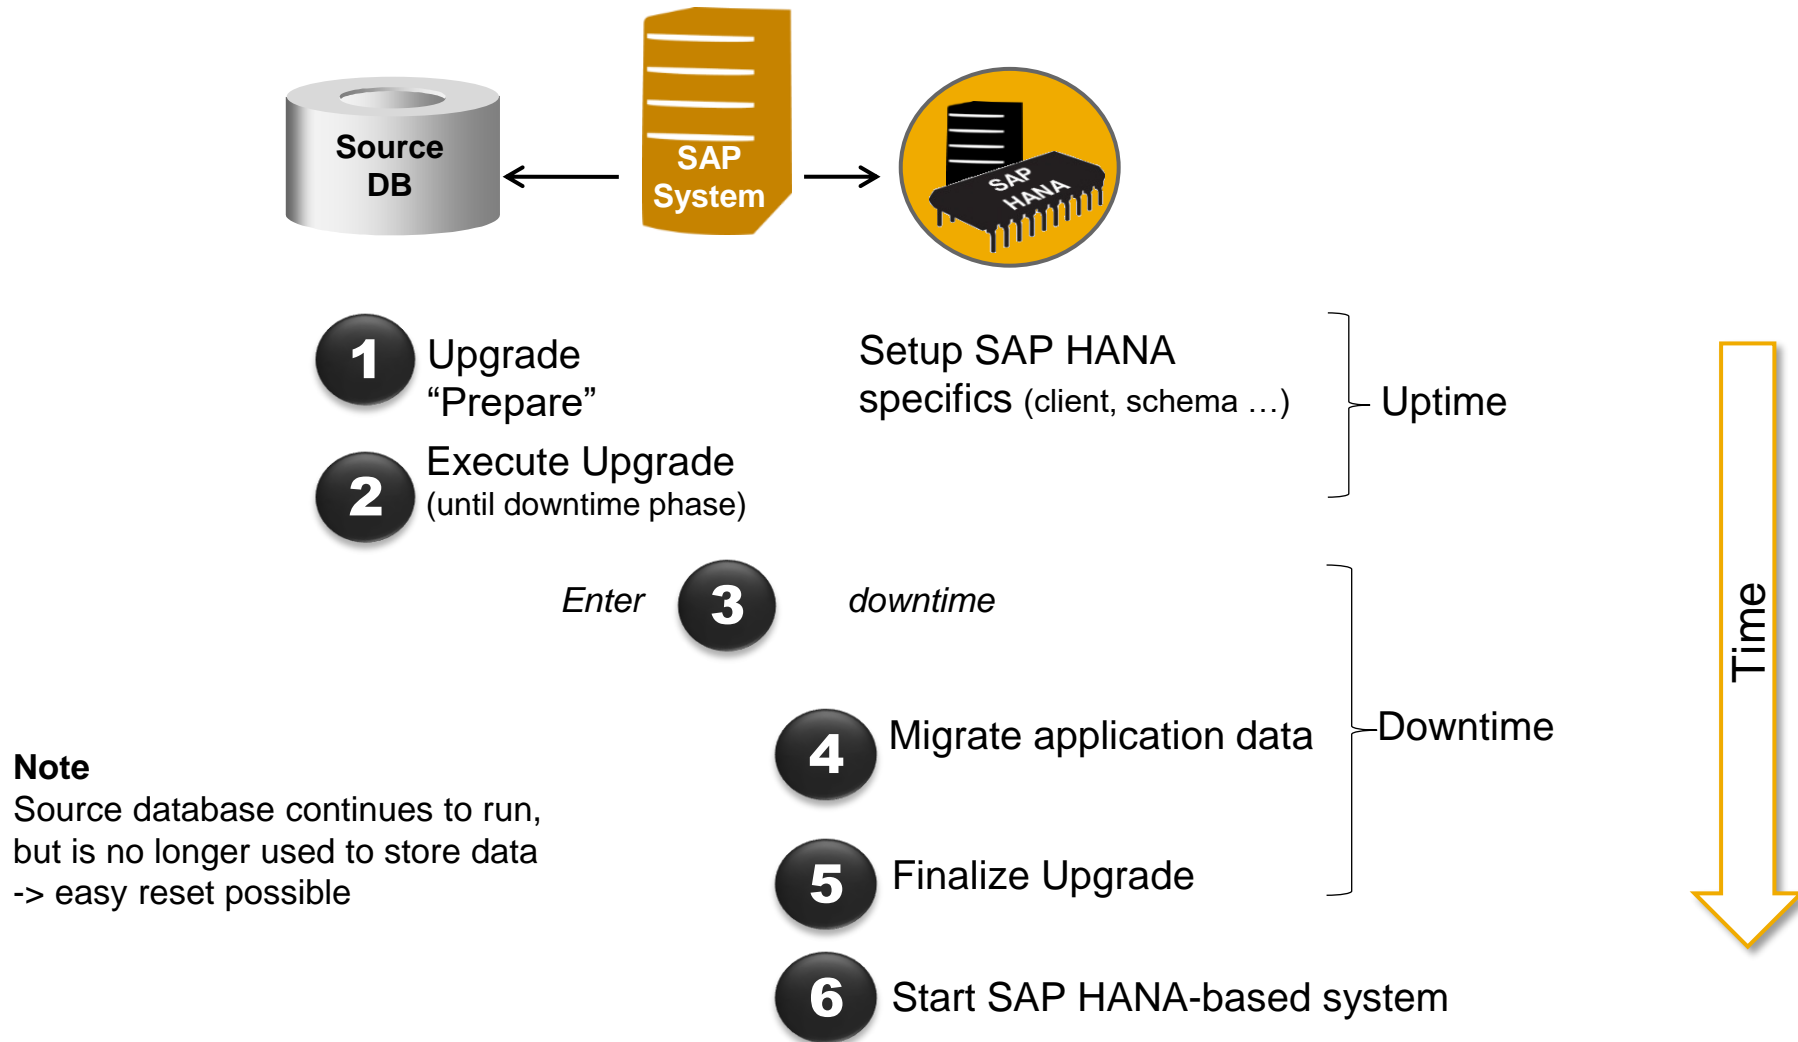 Source
DB
SAP
System
SAP
HANA
1
Upgrade
“Prepare”
Setup SAP HANA
specifics (client, schema …)
Uptime
2
Execute Upgrade
(until downtime phase)
Enter
3
downtime
Time
4
Migrate application data
Downtime
Note
Source database continues to run,
but is no longer used to store data
-> easy reset possible
5
Finalize Upgrade
6
Start SAP HANA-based system